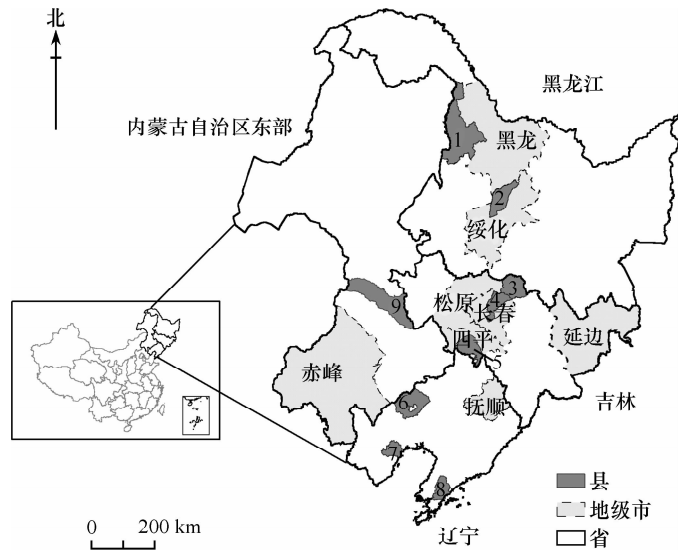 北
黑龙江
内蒙古自治区东部
1
黑龙
2
绥化
3
松原
4
长春
9
四平
5
延边
赤峰
6
抚顺
吉林
7
8
县
地级市
省
0 200 km
辽宁